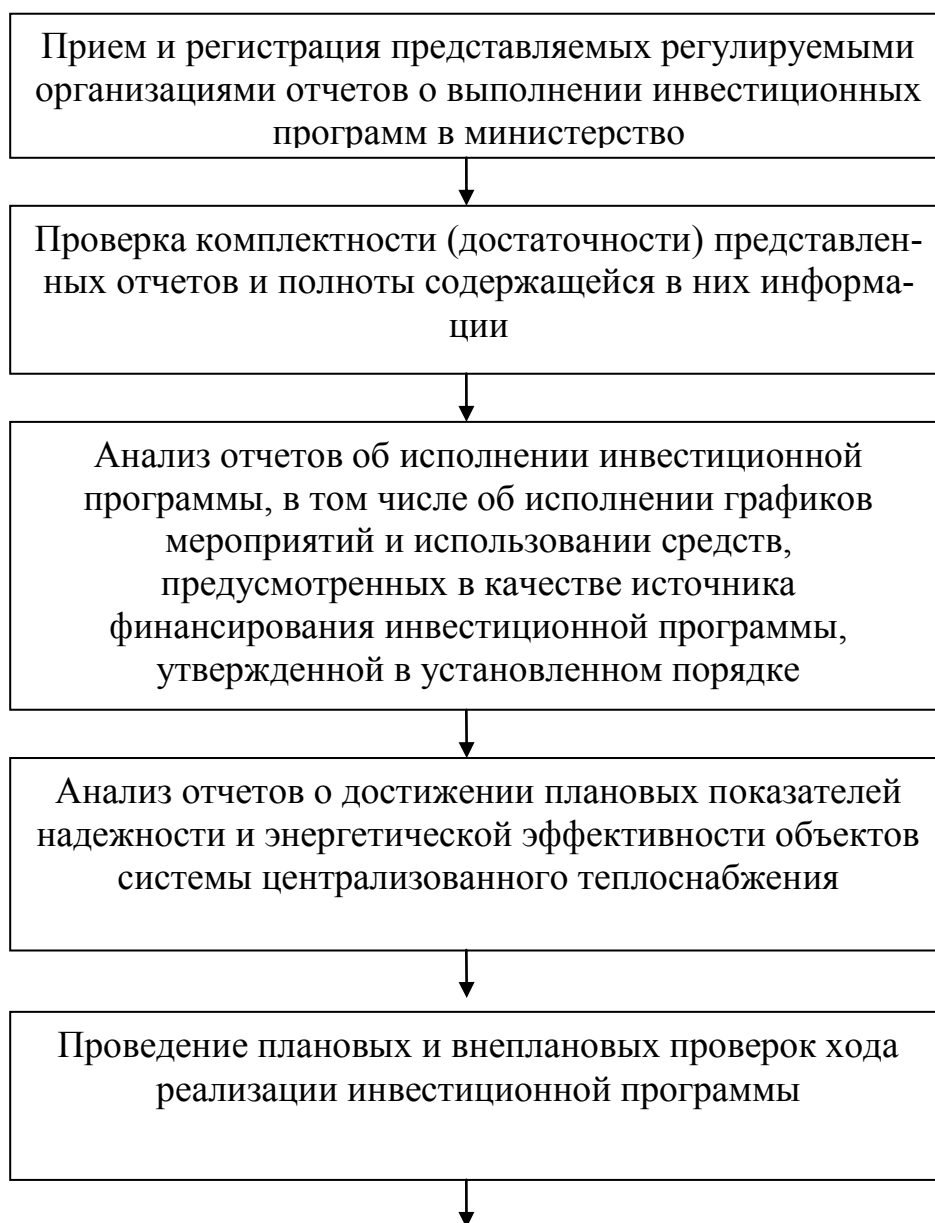 Прием и регистрация представляемых регулируемыми
организациями отчетов о выполнении инвестиционных
программ в министерство
Проверка комплектности (достаточности) представлен-
ных отчетов и полноты содержащейся в них информа-
ции
Анализ отчетов об исполнении инвестиционной
программы, в том числе об исполнении графиков
мероприятий и использовании средств,
предусмотренных в качестве источника
финансирования инвестиционной программы,
утвержденной в установленном порядке
Анализ отчетов о достижении плановых показателей
надежности и энергетической эффективности объектов
системы централизованного теплоснабжения
Проведение плановых и внеплановых проверок хода
реализации инвестиционной программы